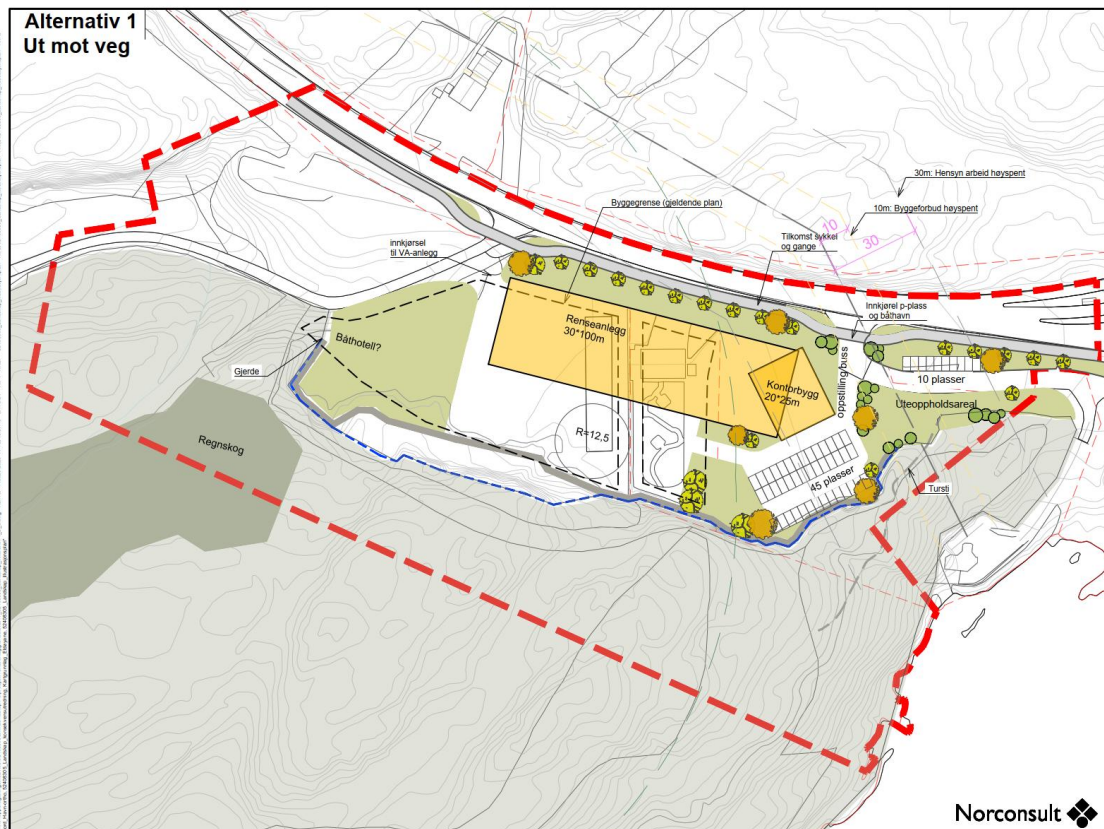 Alternativ 1
Ut mot veg
30m: Hensyn arbeid høyspent
10m: Byggeforbud høyspent
10
30
Byggegrense (gjeldende plan)
Tilkomst sykkel
og gange
innkjørsel
til VA-anlegg
Innkjørel p-plass
og båthavn
Renseanlegg
30*100m
Båthotell?
Gjerde
Kontorbygg
20*25m
oppstilling/buss
10 plasser
Uteoppholdsareal
R=12,5
Regnskog
45 plasser
Tursti
Norconsult